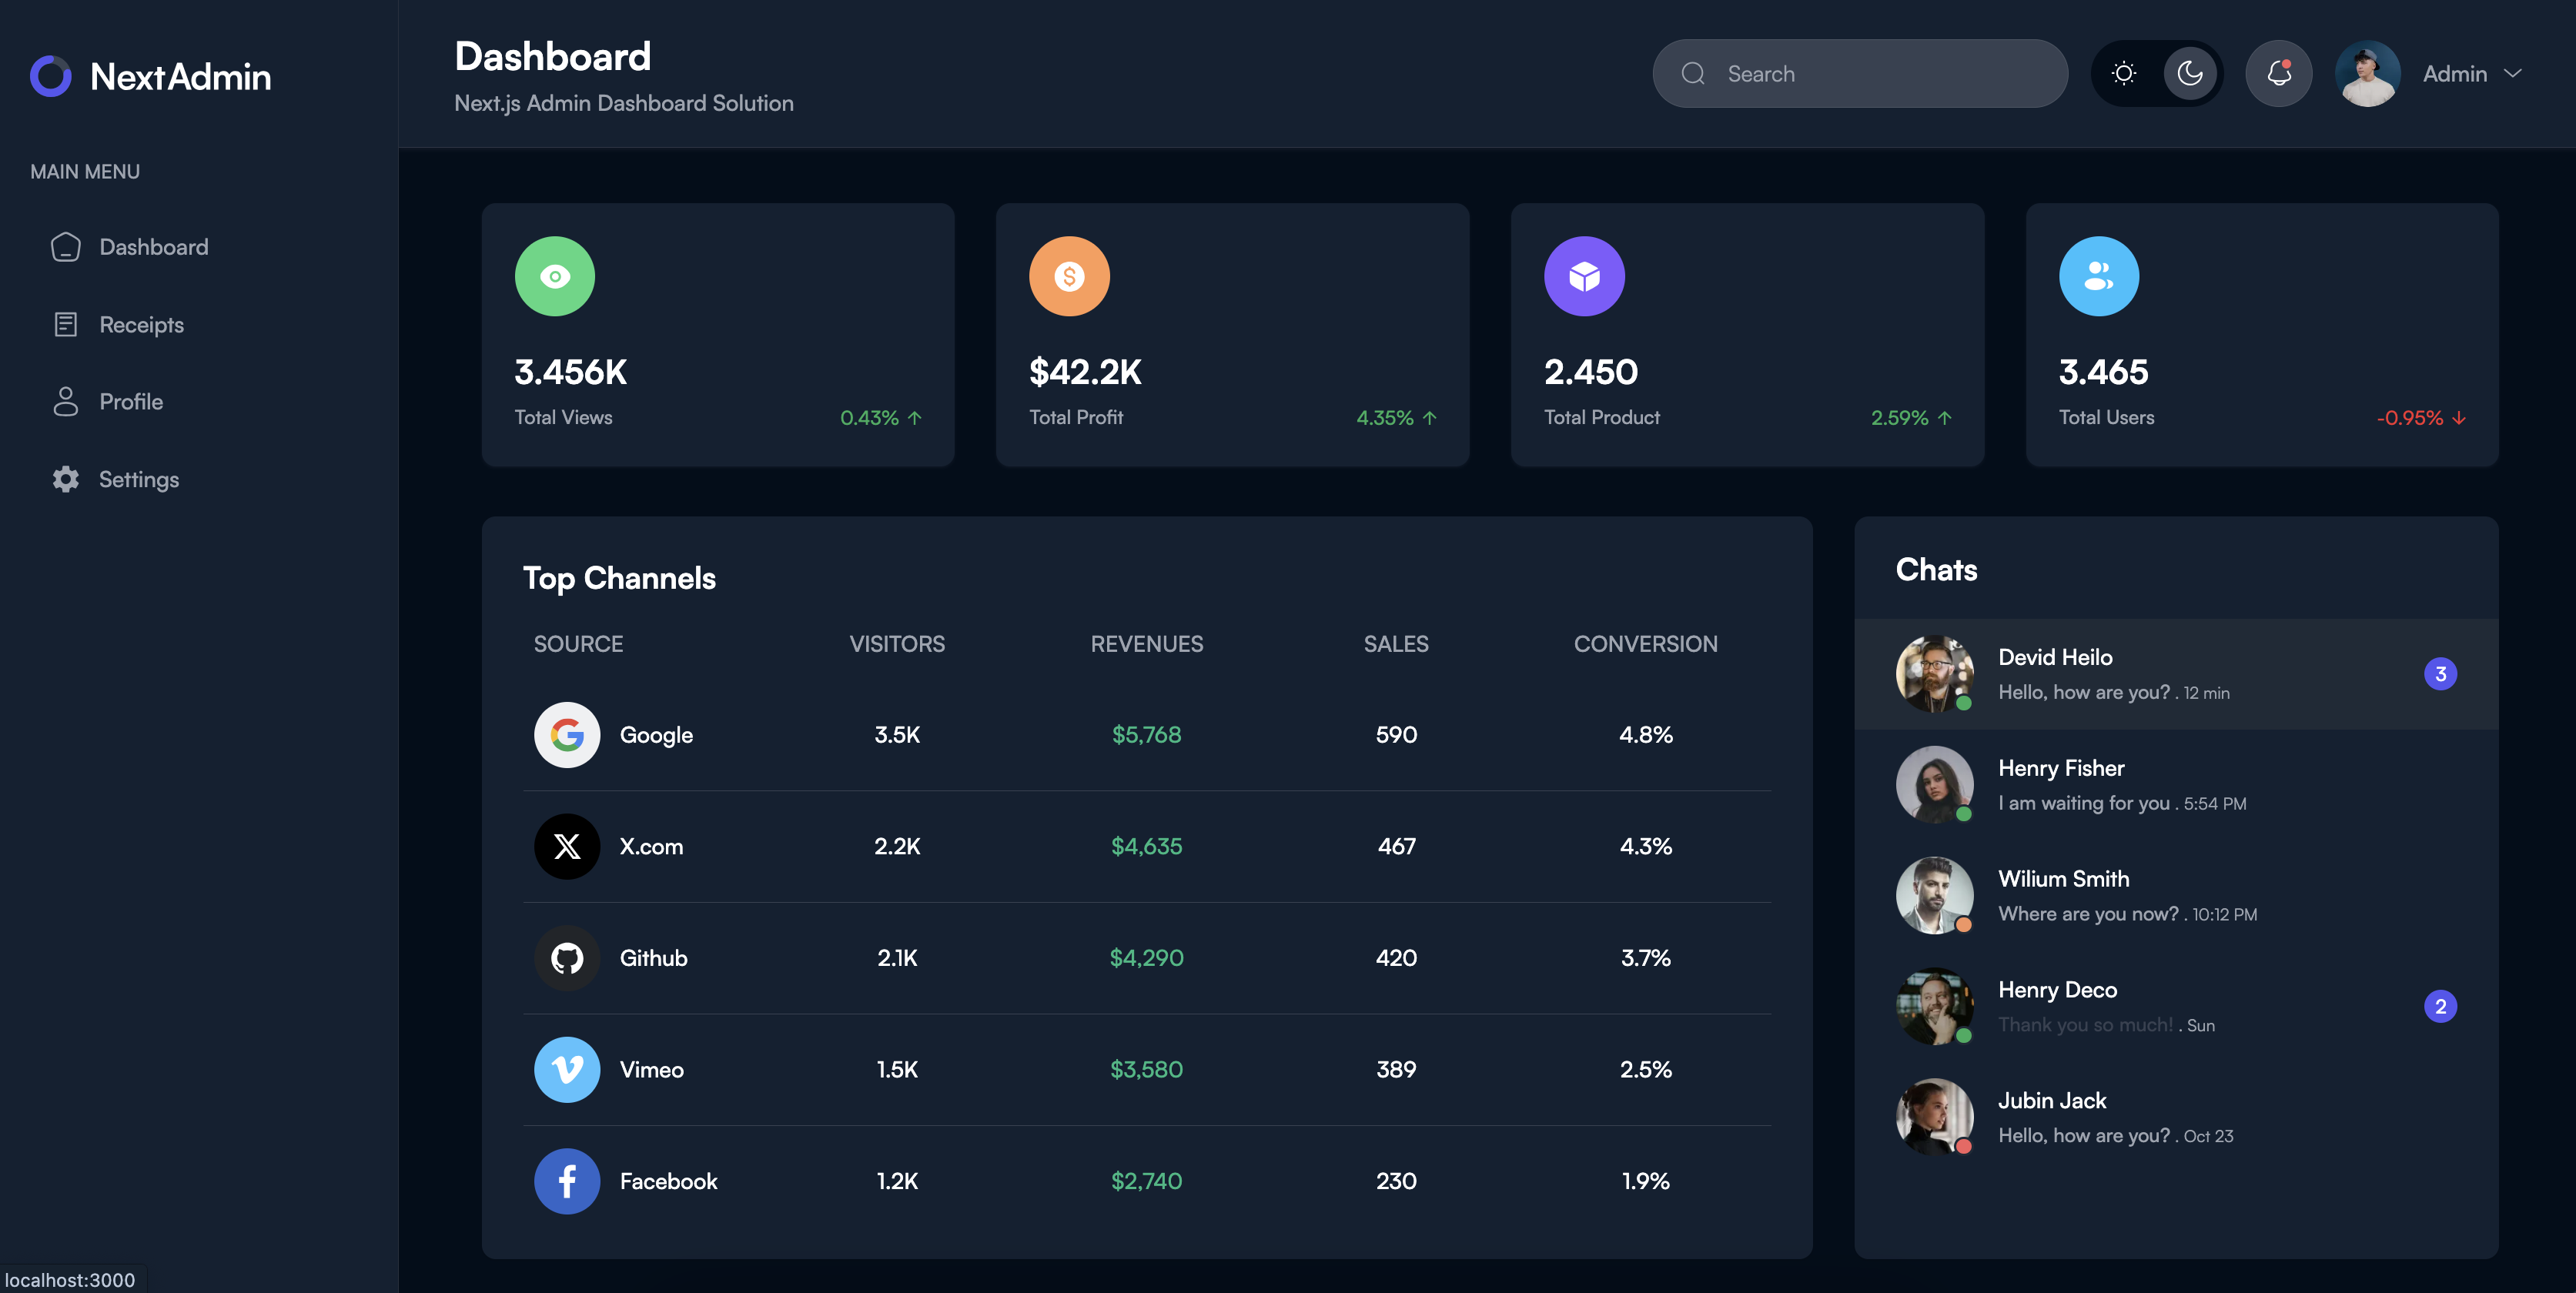 NextAdmin
MAIN MENU
Dashboard
Receipts
Profile
Settings
Dashboard
Next.js Admin Dashboard Solution
Search
Admin
3.456K
Total Views
0.43%
$42.2K
Total Profit
4.35%
2.450
Total Product
2.59%
3.465
Total Users
-0.95%
Top Channels
SOURCE VISITORS REVENUES SALES CONVERSION
Google 3.5K $5,768 590 4.8%
X.com 2.2K $4,635 467 4.3%
Github 2.1K $4,290 420 3.7%
Vimeo 1.5K $3,580 389 2.5%
Facebook 1.2K $2,740 230 1.9%
Chats
Devid Heilo
Hello, how are you? . 12 min
3
Henry Fisher
I am waiting for you . 5:54 PM
Wilium Smith
Where are you now? . 10:12 PM
Henry Deco
Thank you so much! . Sun
2
Jubin Jack
Hello, how are you? . Oct 23
localhost:3000